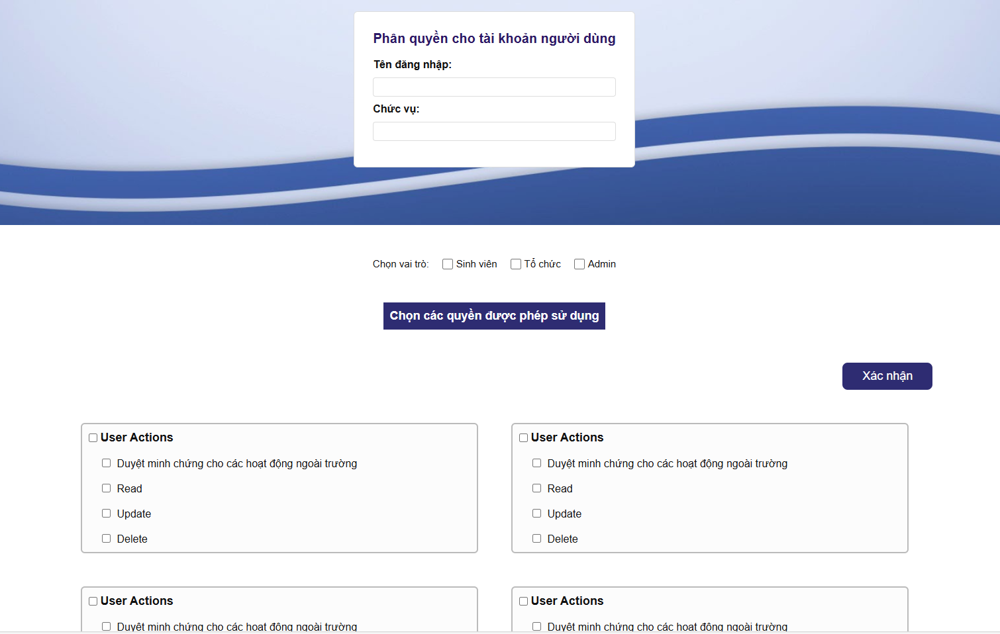 Phân quyền cho tài khoản người dùng
Tên đăng nhập:
Chức vụ:
Chọn vai trò: Sinh viên Tổ chức Admin
Chọn các quyền được phép sử dụng
Xác nhận
User Actions
Duyệt minh chứng cho các hoạt động ngoài trường
Read
Update
Delete
User Actions
Duyệt minh chứng cho các hoạt động ngoài trường
Read
Update
Delete
User Actions
Duyệt minh chứng cho các hoạt động ngoài trường
User Actions
Duyệt minh chứng cho các hoạt động ngoài trường